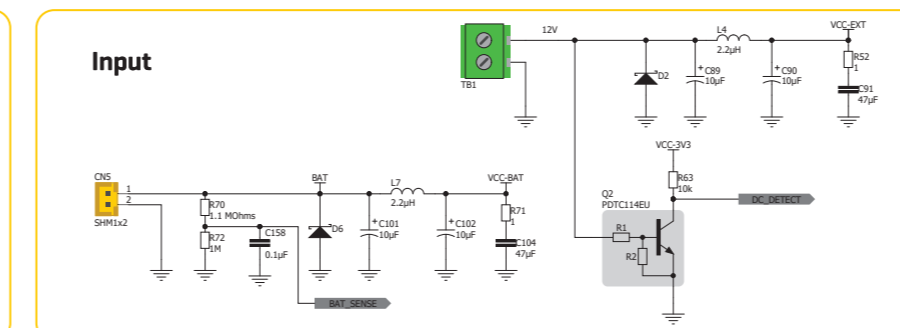 Input
TB1
12V
L4
2.2µH
VCC-EXT
D2
+
C89
10µF
+
C90
10µF
R52
1
C91
47µF
VCC-3V3
R63
10k
DC_DETECT
Q2
PDTC114EU
R1
R2
CN5
1
2
SHM1x2
R70
1.1 MOhms
R72
1M
C158
0.1µF
BAT_SENSE
BAT
D6
L7
2.2µH
+
C101
10µF
+
C102
10µF
VCC-BAT
R71
1
C104
47µF